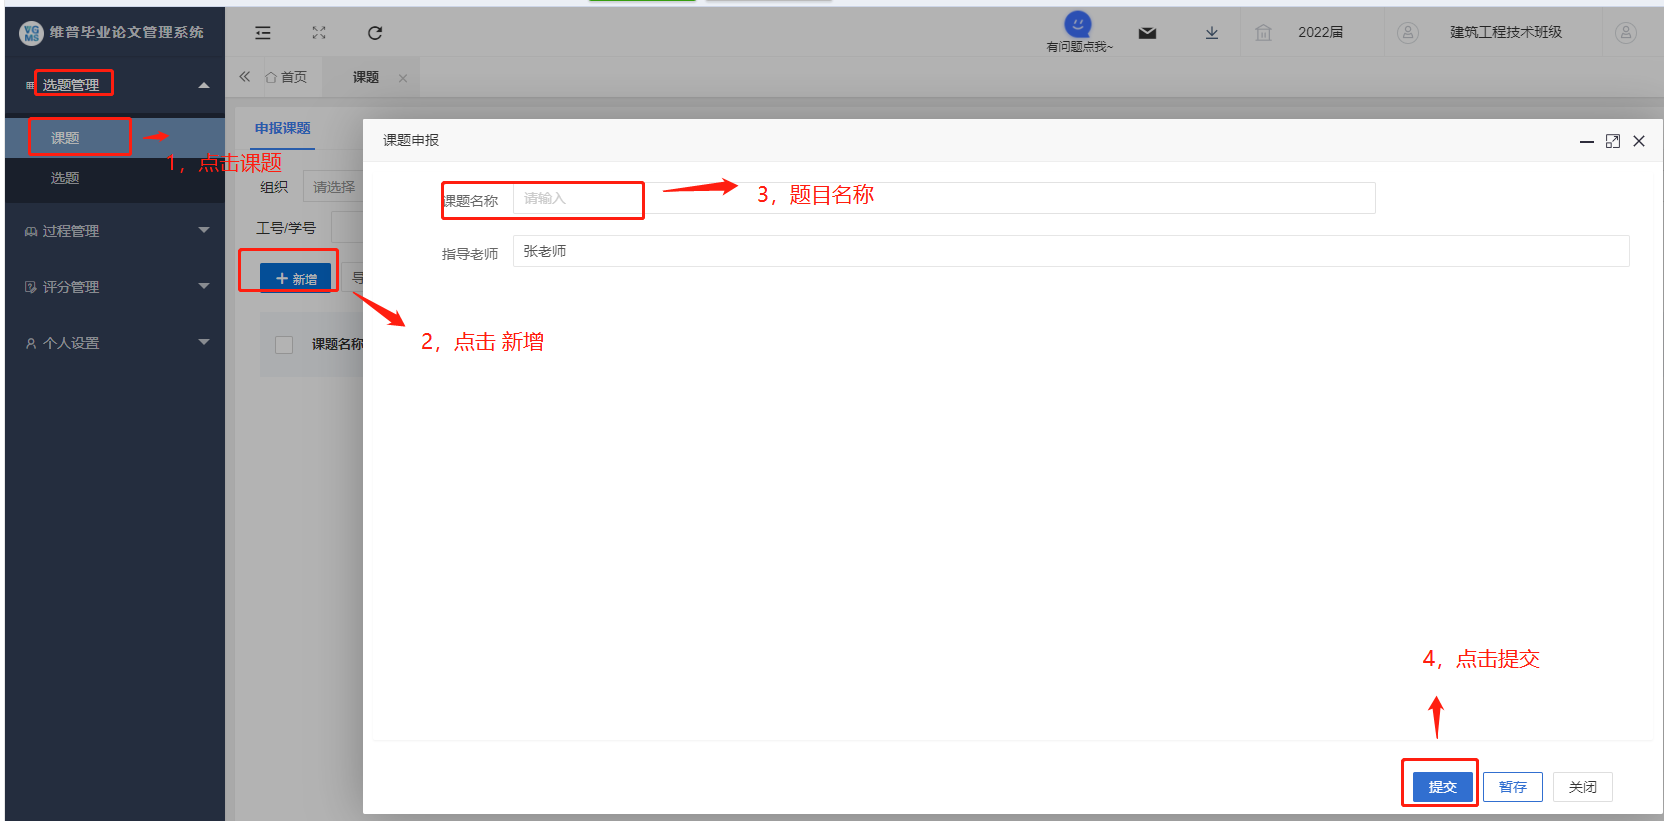 维普毕业论文管理系统
有问题点我~
2022届
建筑工程技术班级
选题管理
首页
课题
课题
1，点击课题
选题
过程管理
评分管理
个人设置
申报课题
组织
请选择
工号/学号
新增
导
2，点击 新增
课题名称
课题申报
课题名称
请输入
3，题目名称
指导老师
张老师
4，点击提交
提交
暂存
关闭